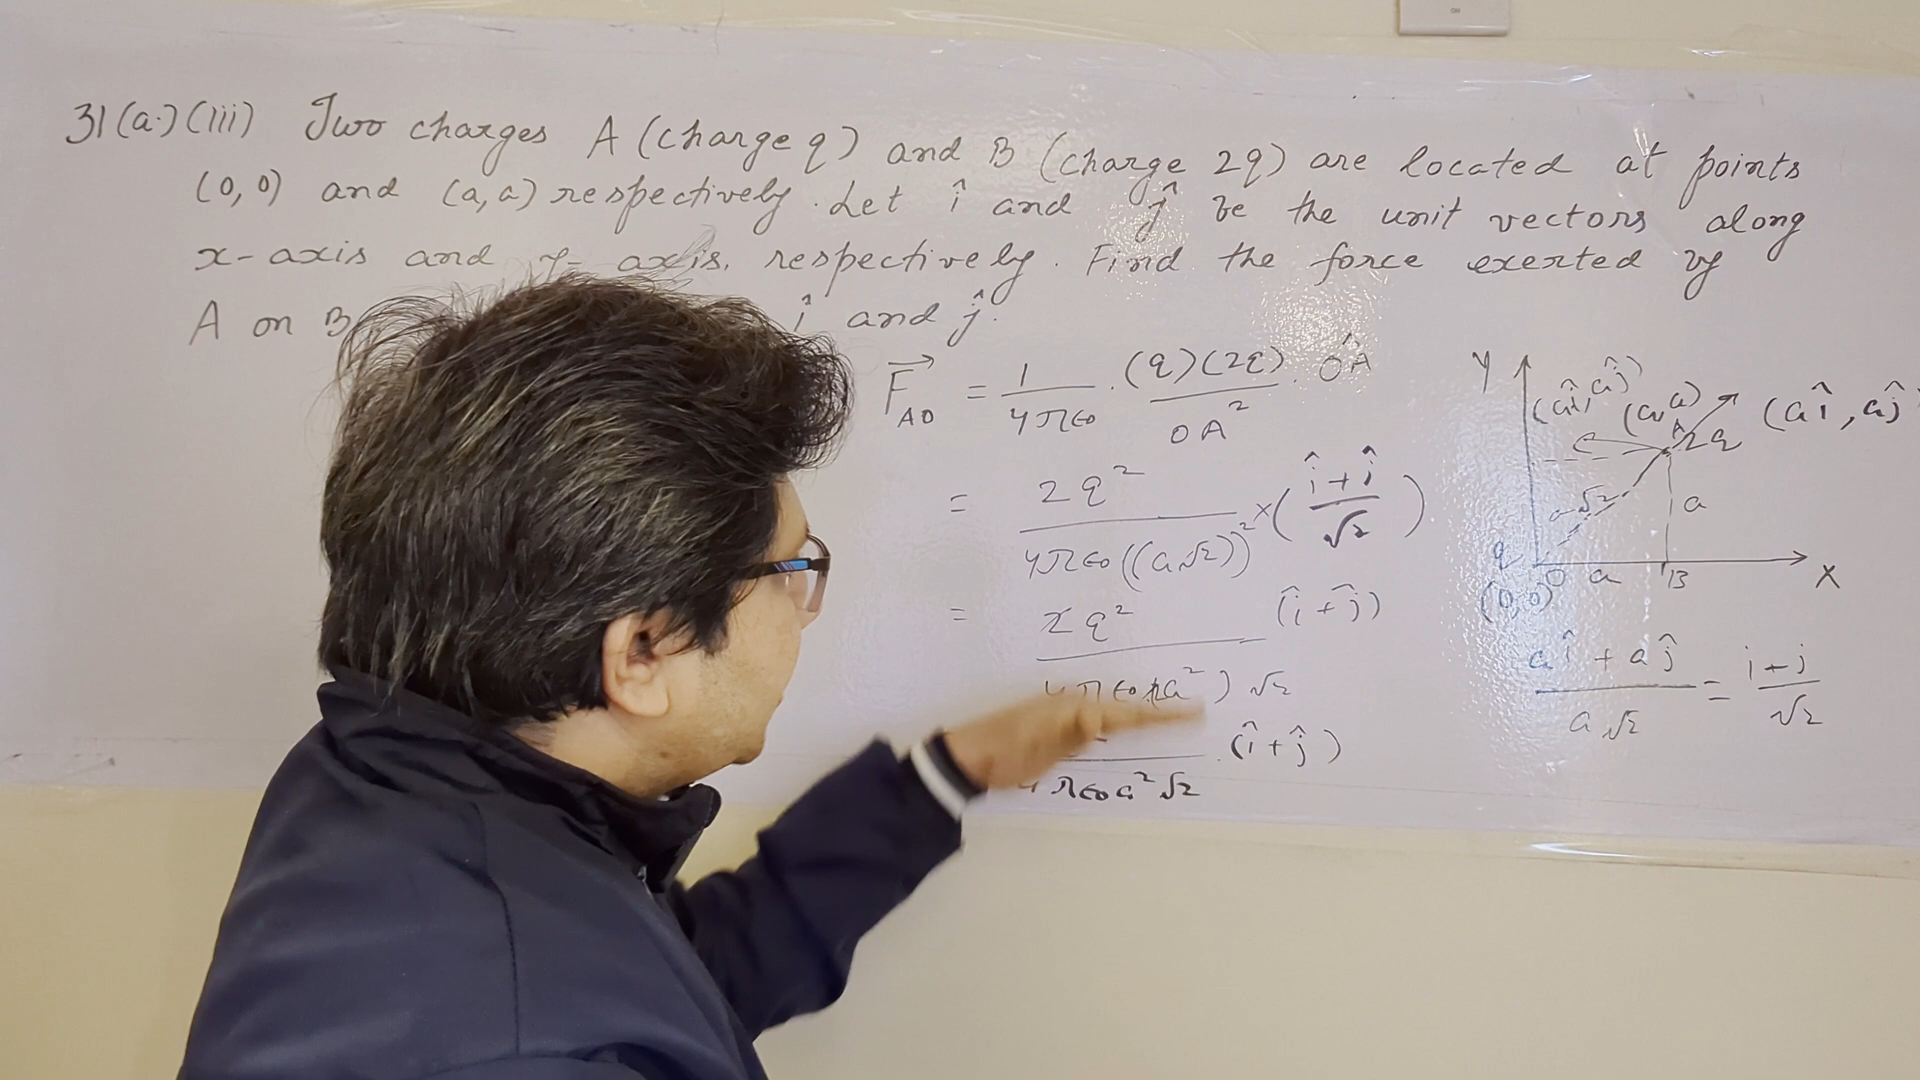 31(a.)(iii) Two charges A (charge q) and B (charge 2q) are located at points
(0,0) and (a,a) respectively. Let î and ĵ be the unit vectors along
x-axis and y- axis. respectively. Find the force exerted by
A on B î and ĵ.
F⃗_AO = 1/4πε0 . (q)(2q)/OA² . OÂ
= 2q²/4πε0((a√2))² × (î+ĵ/√2)
= 2q²/4πε0(2a²)√2 (î+ĵ)
/4πε0a²√2 . (î+ĵ)
Y
(aî, aĵ)
(a,a)
(aî, aĵ)
A
2q
a√2
a
q
O
a
B
X
(0,0)
aî + aĵ/a√2 = i+j/√2